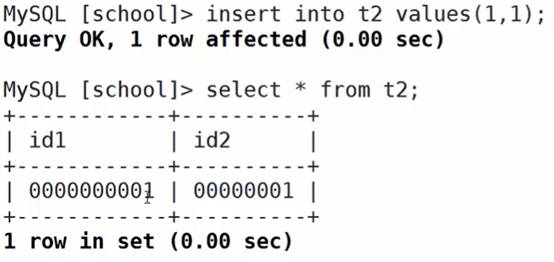 MySQL [school]> insert into t2 values(1,1);
Query OK, 1 row affected (0.00 sec)
MySQL [school]> select * from t2;
+------------+----------+
| id1        | id2      |
+------------+----------+
| 0000000001 | 00000001 |
+------------+----------+
1 row in set (0.00 sec)